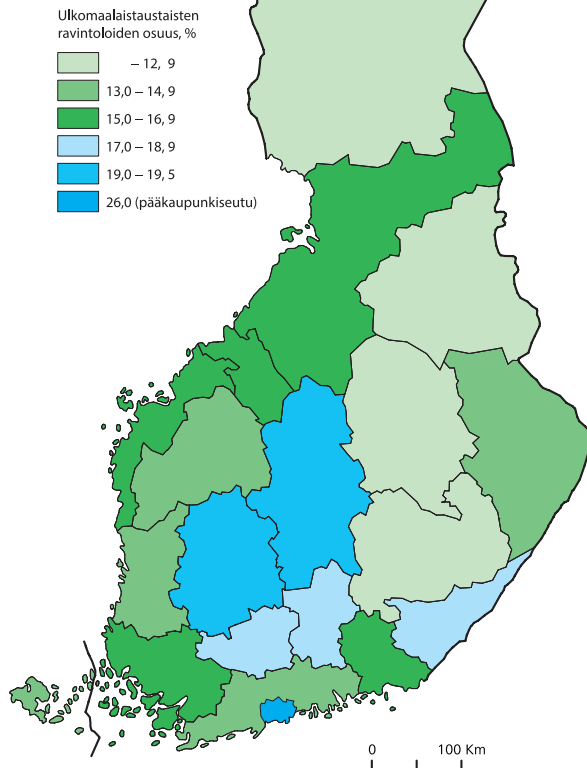 Ulkomaalaistaustaisten
ravintoloiden osuus, %
– 12, 9
13,0 – 14,9
15,0 – 16,9
17,0 – 18,9
19,0 – 19,5
26,0 (pääkaupunkiseutu)
0 100 Km